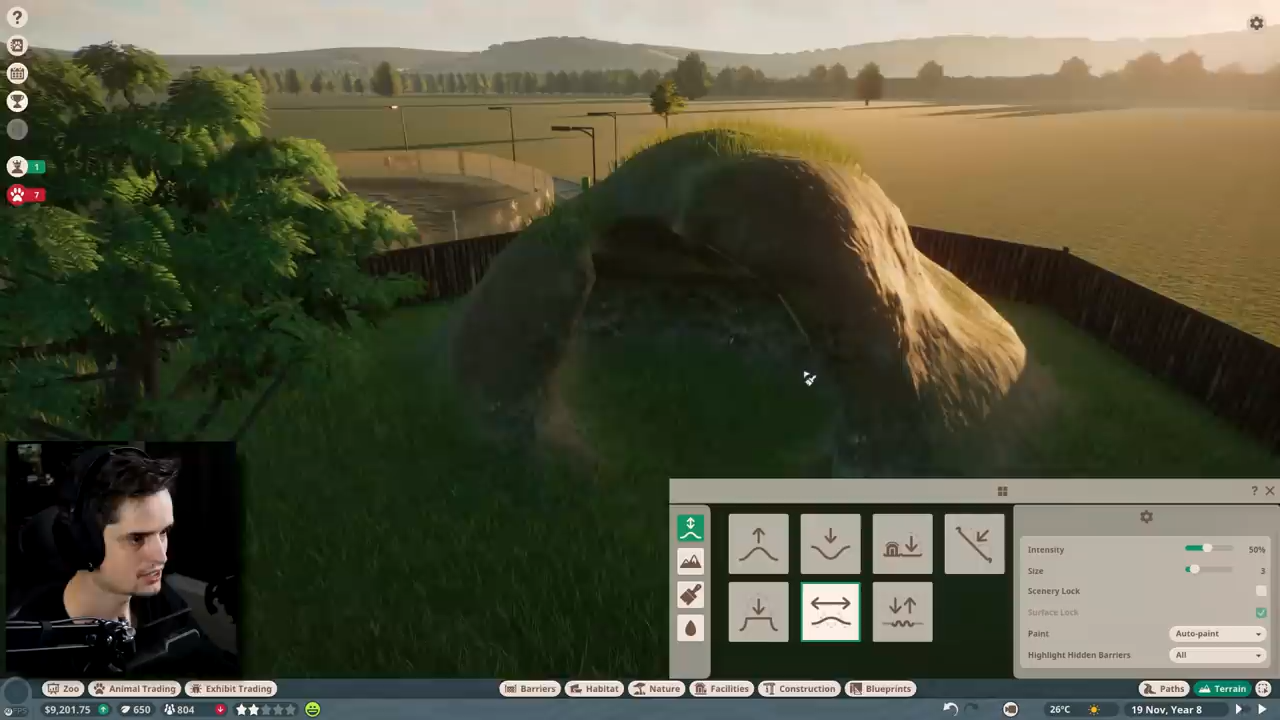 ?
1
7
?
Intensity 50%
Size 3
Scenery Lock
Surface Lock
Paint Auto-paint
Highlight Hidden Barriers All
Zoo Animal Trading Exhibit Trading Barriers Habitat Nature Facilities Construction Blueprints Paths Terrain
$9,201.75 650 804 26°C 19 Nov, Year 8